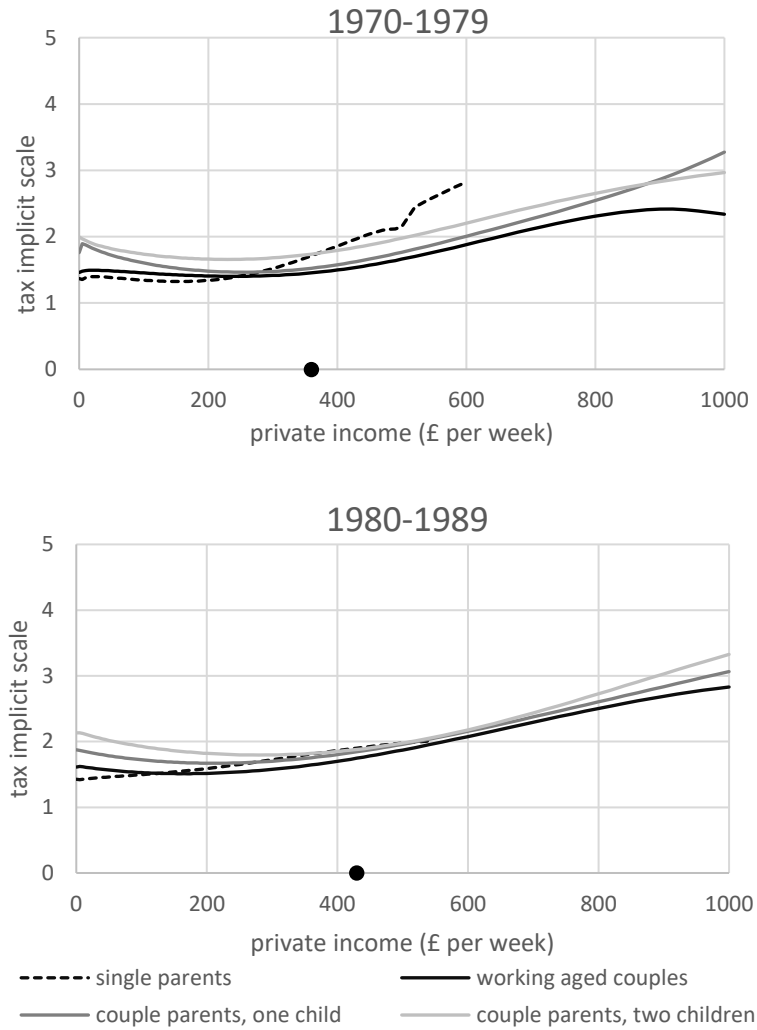 1970-1979
5
4
3
2
1
0
tax implicit scale
0 200 400 600 800 1000
private income (£ per week)
1980-1989
5
4
3
2
1
0
tax implicit scale
0 200 400 600 800 1000
private income (£ per week)
single parents working aged couples
couple parents, one child couple parents, two children